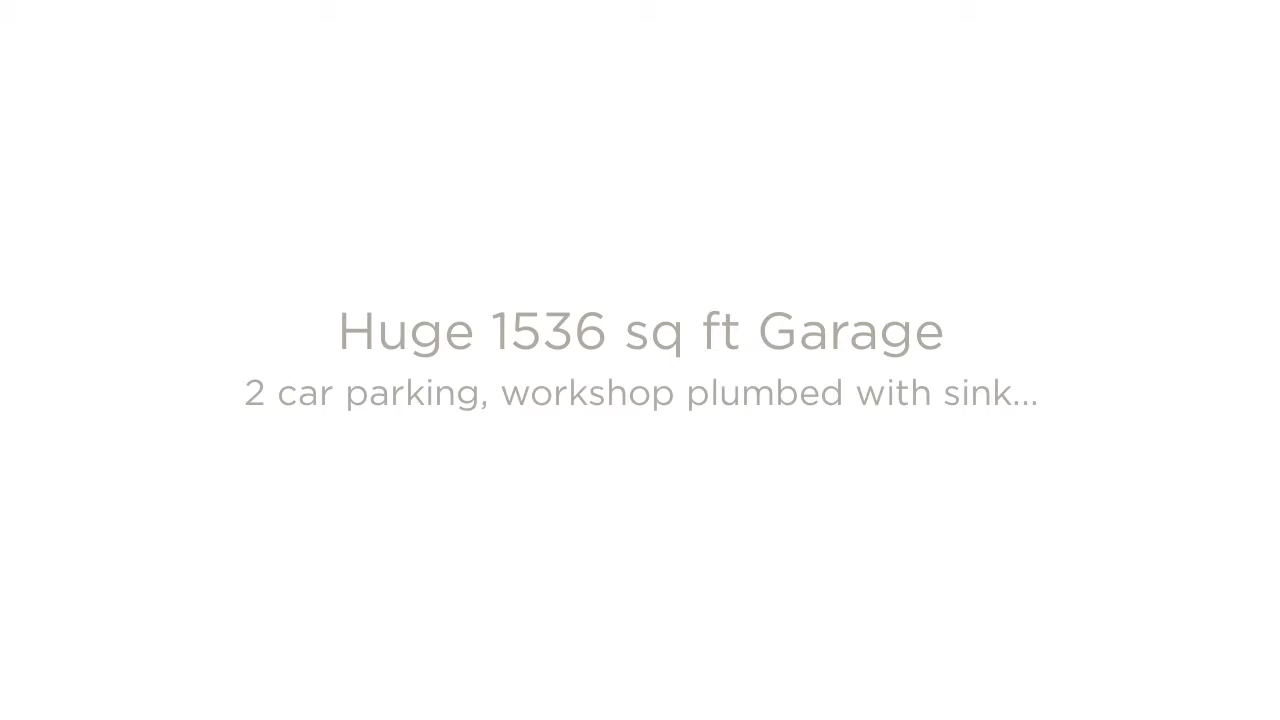 Huge 1536 sq ft Garage
2 car parking, workshop plumbed with sink...